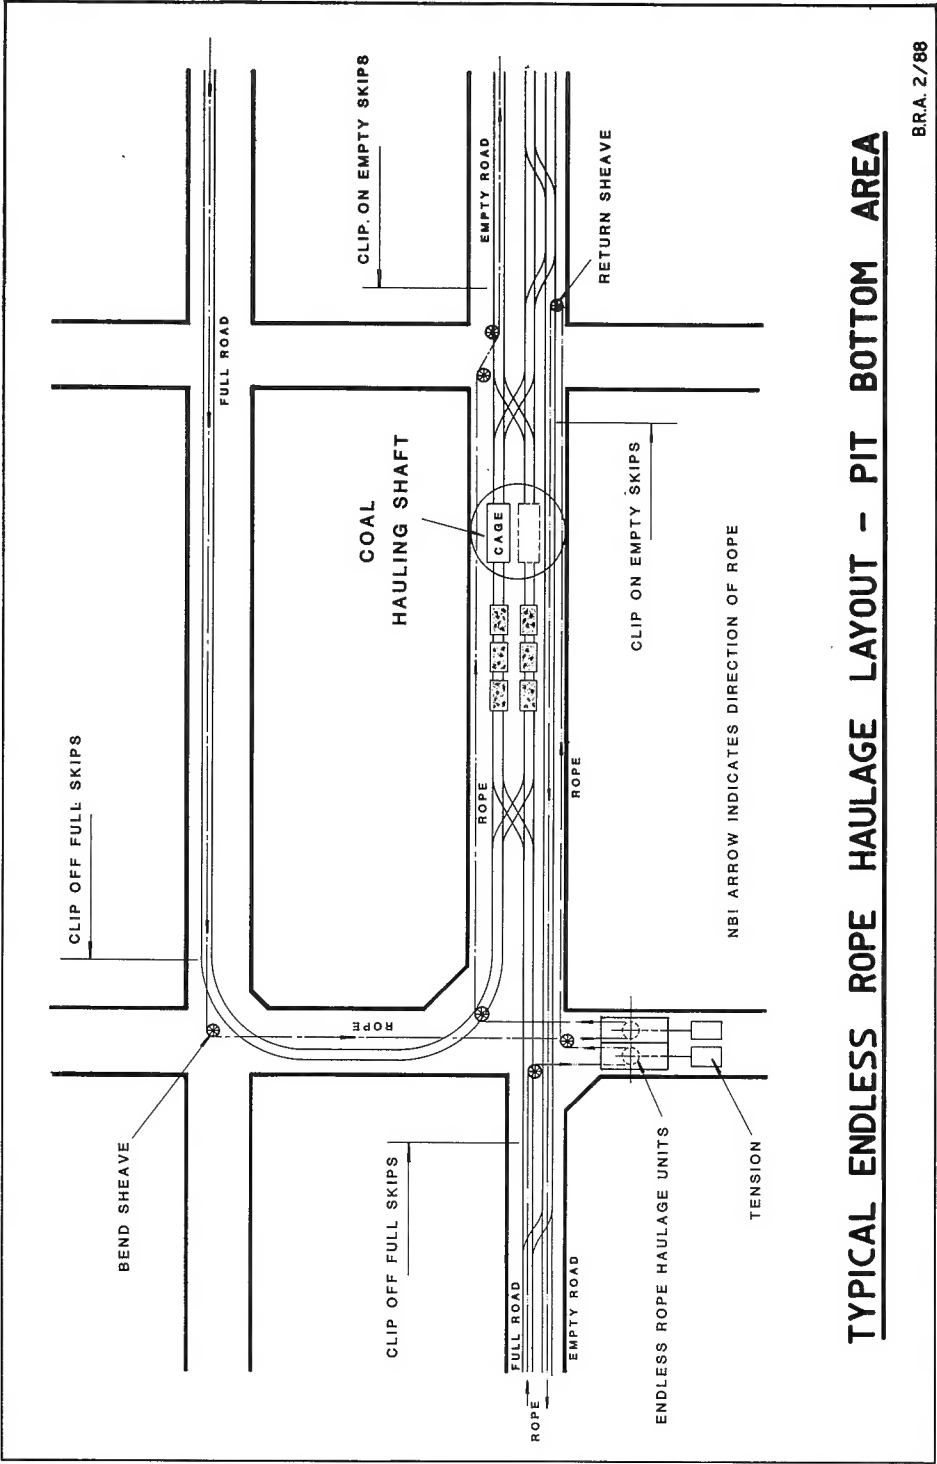 BEND SHEAVE
CLIP OFF FULL SKIPS
FULL ROAD
CLIP. ON EMPTY SKIPS
ROPE
COAL
HAULING SHAFT
CAGE
EMPTY ROAD
ROPE
CLIP OFF FULL SKIPS
FULL ROAD
ROPE
EMPTY ROAD
ROPE
RETURN SHEAVE
CLIP ON EMPTY SKIPS
ENDLESS ROPE HAULAGE UNITS
TENSION
NB! ARROW INDICATES DIRECTION OF ROPE
TYPICAL ENDLESS ROPE HAULAGE LAYOUT - PIT BOTTOM AREA
B.R.A. 2/88